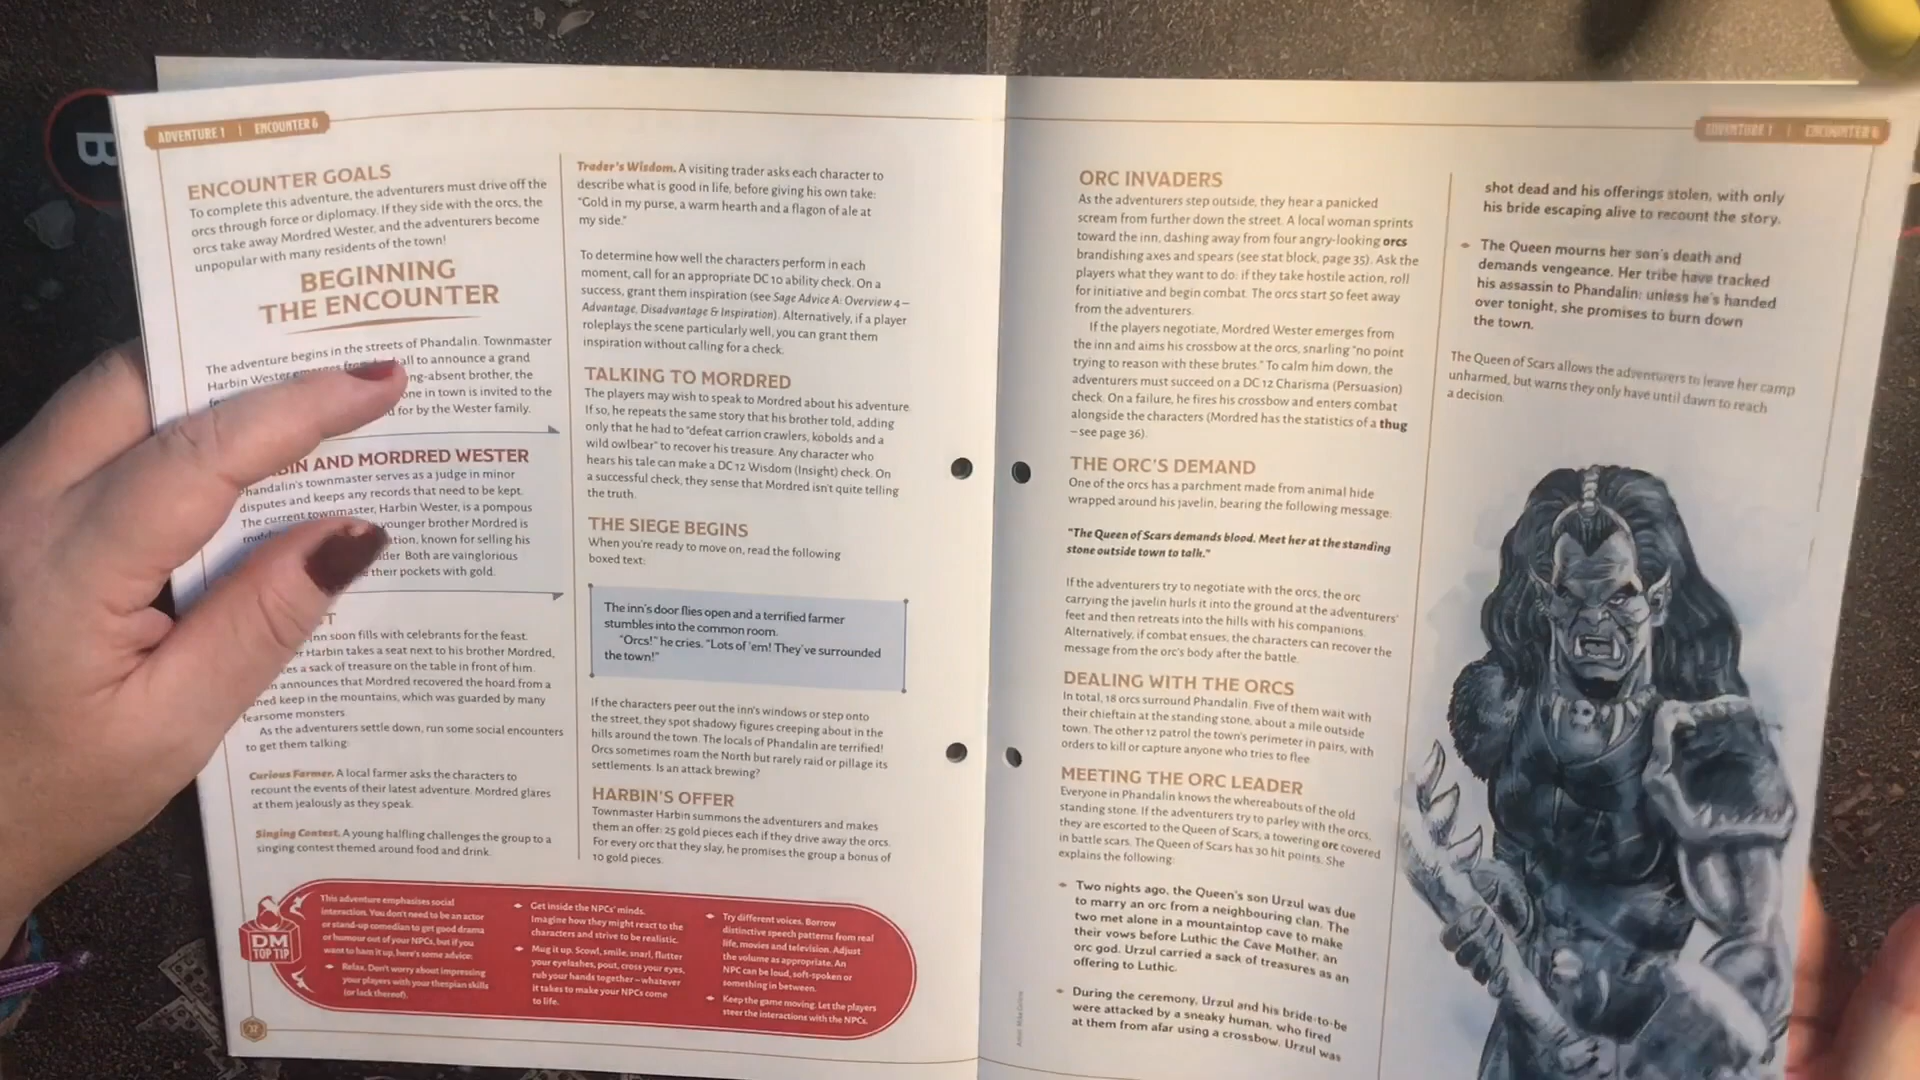 B
ADVENTURE 1 | ENCOUNTER 6
ENCOUNTER GOALS
To complete this adventure, the adventurers must drive off the
orcs through force or diplomacy. If they side with the orcs, the
orcs take away Mordred Wester, and the adventurers become
unpopular with many residents of the town!
BEGINNING
THE ENCOUNTER
The adventure begins in the streets of Phandalin. Townmaster
Harbin Wester emerges all to announce a grand
ng-absent brother, the
one in town is invited to the
for by the Wester family.
BIN AND MORDRED WESTER
Phandalin's townmaster serves as a judge in minor
disputes and keeps any records that need to be kept.
The current townmaster, Harbin Wester, is a pompous
younger brother Mordred is
ation, known for selling his
der. Both are vainglorious
their pockets with gold.
ST
inn soon fills with celebrants for the feast.
r Harbin takes a seat next to his brother Mordred,
es a sack of treasure on the table in front of him.
n announces that Mordred recovered the hoard from a
ned keep in the mountains, which was guarded by many
fearsome monsters.
As the adventurers settle down, run some social encounters
to get them talking:
Curious Farmer. A local farmer asks the characters to
recount the events of their latest adventure. Mordred glares
at them jealously as they speak.
Singing Contest. A young halfling challenges the group to a
singing contest themed around food and drink.
Trader's Wisdom. A visiting trader asks each character to
describe what is good in life, before giving his own take:
"Gold in my purse, a warm hearth and a flagon of ale at
my side."
To determine how well the characters perform in each
moment, call for an appropriate DC 10 ability check. On a
success, grant them inspiration (see Sage Advice A: Overview 4 –
Advantage, Disadvantage & Inspiration). Alternatively, if a player
roleplays the scene particularly well, you can grant them
inspiration without calling for a check.
TALKING TO MORDRED
The players may wish to speak to Mordred about his adventure.
If so, he repeats the same story that his brother told, adding
only that he had to "defeat carrion crawlers, kobolds and a
wild owlbear" to recover his treasure. Any character who
hears his tale can make a DC 12 Wisdom (Insight) check. On
a successful check, they sense that Mordred isn't quite telling
the truth.
THE SIEGE BEGINS
When you're ready to move on, read the following
boxed text:
The inn's door flies open and a terrified farmer
stumbles into the common room.
"Orcs!" he cries. "Lots of 'em! They've surrounded
the town!"
If the characters peer out the inn's windows or step onto
the street, they spot shadowy figures creeping about in the
hills around the town. The locals of Phandalin are terrified!
Orcs sometimes roam the North but rarely raid or pillage its
settlements. Is an attack brewing?
HARBIN'S OFFER
Townmaster Harbin summons the adventurers and makes
them an offer: 25 gold pieces each if they drive away the orcs.
For every orc that they slay, he promises the group a bonus of
10 gold pieces.
DM
TOP TIP
This adventure emphasises social
interaction. You don't need to be an actor
or stand-up comedian to get good drama
or humour out of your NPCs, but if you
want to ham it up, here's some advice:
Relax. Don't worry about impressing
your players with your thespian skills
(or lack thereof).
Get inside the NPCs' minds.
Imagine how they might react to the
characters and strive to be realistic.
Mug it up. Scowl, smile, snarl, flutter
your eyelashes, pout, cross your eyes,
rub your hands together – whatever
it takes to make your NPCs come
to life.
Try different voices. Borrow
distinctive speech patterns from real
life, movies and television. Adjust
the volume as appropriate. An
NPC can be loud, soft-spoken or
something in between.
Keep the game moving. Let the players
steer the interactions with the NPCs.
32
ADVENTURE 1 | ENCOUNTER 6
ORC INVADERS
As the adventurers step outside, they hear a panicked
scream from further down the street. A local woman sprints
toward the inn, dashing away from four angry-looking orcs
brandishing axes and spears (see stat block, page 35). Ask the
players what they want to do: if they take hostile action, roll
for initiative and begin combat. The orcs start 50 feet away
from the adventurers.
If the players negotiate, Mordred Wester emerges from
the inn and aims his crossbow at the orcs, snarling "no point
trying to reason with these brutes." To calm him down, the
adventurers must succeed on a DC 12 Charisma (Persuasion)
check. On a failure, he fires his crossbow and enters combat
alongside the characters (Mordred has the statistics of a thug
– see page 36).
THE ORC'S DEMAND
One of the orcs has a parchment made from animal hide
wrapped around his javelin, bearing the following message:
"The Queen of Scars demands blood. Meet her at the standing
stone outside town to talk."
If the adventurers try to negotiate with the orcs, the orc
carrying the javelin hurls it into the ground at the adventurers'
feet and then retreats into the hills with his companions.
Alternatively, if combat ensues, the characters can recover the
message from the orc's body after the battle.
DEALING WITH THE ORCS
In total, 18 orcs surround Phandalin. Five of them wait with
their chieftain at the standing stone, about a mile outside
town. The other 12 patrol the town's perimeter in pairs, with
orders to kill or capture anyone who tries to flee.
MEETING THE ORC LEADER
Everyone in Phandalin knows the whereabouts of the old
standing stone. If the adventurers try to parley with the orcs,
they are escorted to the Queen of Scars, a towering orc covered
in battle scars. The Queen of Scars has 30 hit points. She
explains the following:
Two nights ago, the Queen's son Urzul was due
to marry an orc from a neighbouring clan. The
two met alone in a mountaintop cave to make
their vows before Luthic the Cave Mother, an
orc god. Urzul carried a sack of treasures as an
offering to Luthic.
During the ceremony, Urzul and his bride-to-be
were attacked by a sneaky human, who fired
at them from afar using a crossbow. Urzul was
shot dead and his offerings stolen, with only
his bride escaping alive to recount the story.
The Queen mourns her son's death and
demands vengeance. Her tribe have tracked
his assassin to Phandalin: unless he's handed
over tonight, she promises to burn down
the town.
The Queen of Scars allows the adventurers to leave her camp
unharmed, but warns they only have until dawn to reach
a decision.